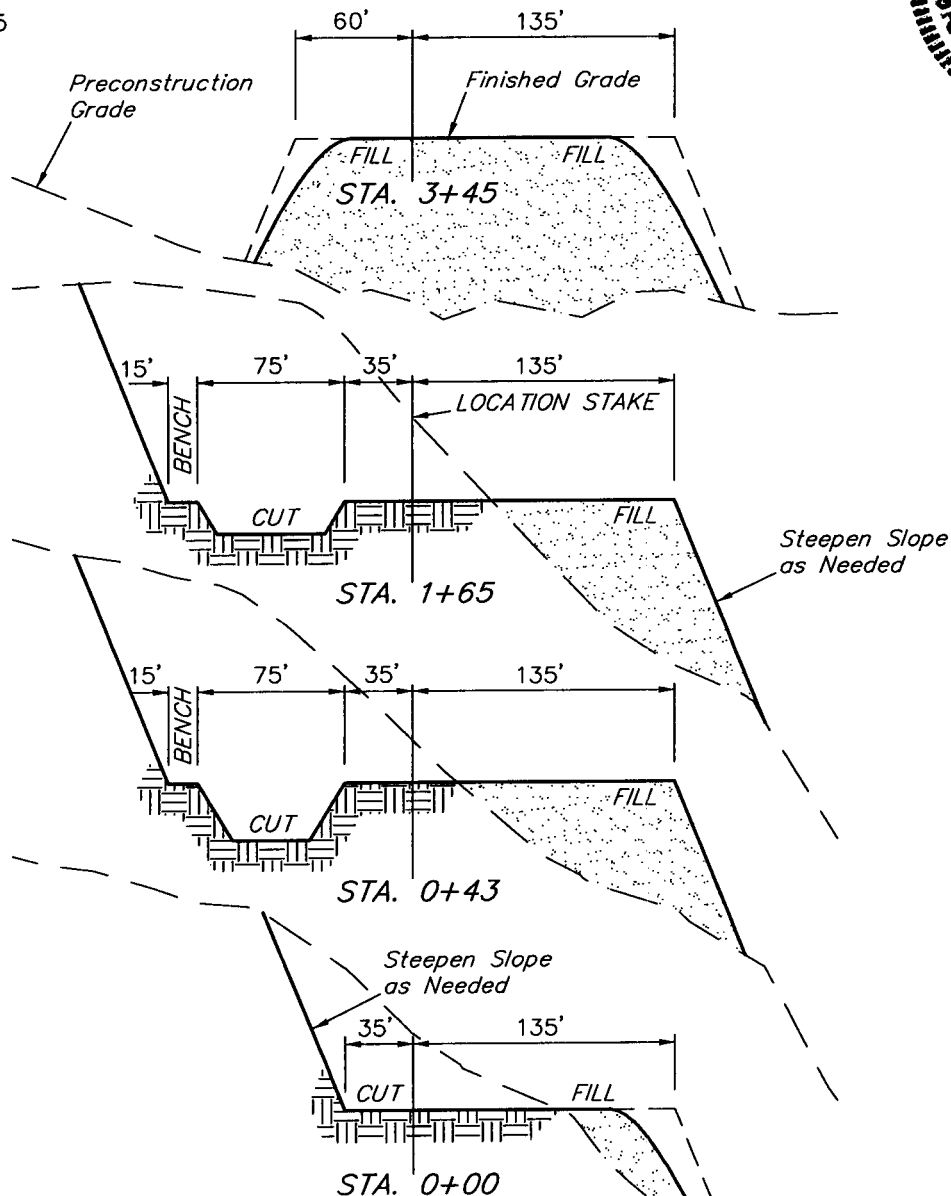 5
60'
135'
Preconstruction
Grade
Finished Grade
FILL
FILL
STA. 3+45
15'
75'
35'
135'
BENCH
LOCATION STAKE
CUT
FILL
Steepen Slope
as Needed
STA. 1+65
15'
75'
35'
135'
BENCH
CUT
FILL
STA. 0+43
Steepen Slope
as Needed
35'
135'
CUT
FILL
STA. 0+00